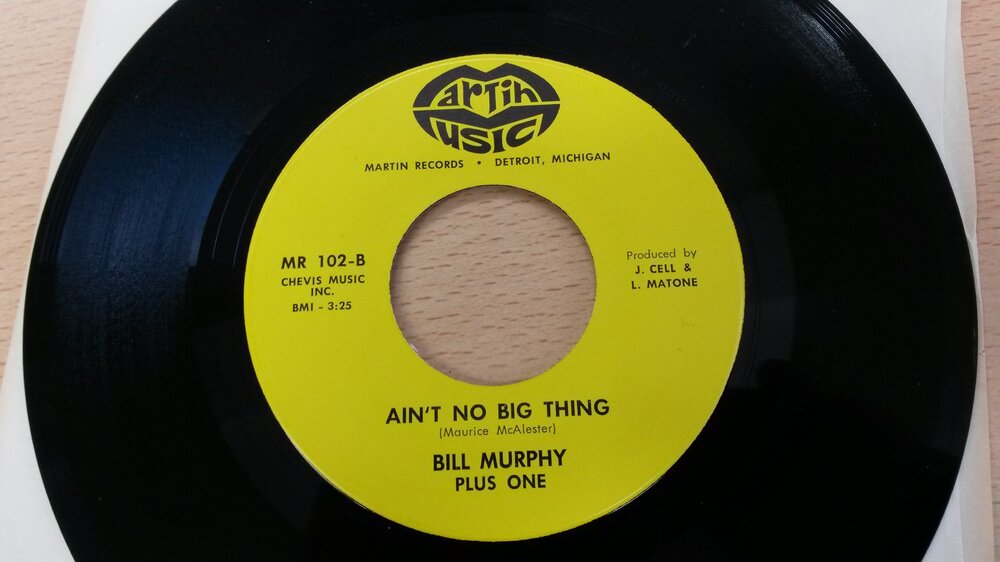 Martin
Music
MARTIN RECORDS • DETROIT, MICHIGAN
MR 102-B
CHEVIS MUSIC
INC.
BMI - 3:25
Produced by
J. CELL &
L. MATONE
AIN'T NO BIG THING
(Maurice McAlester)
BILL MURPHY
PLUS ONE